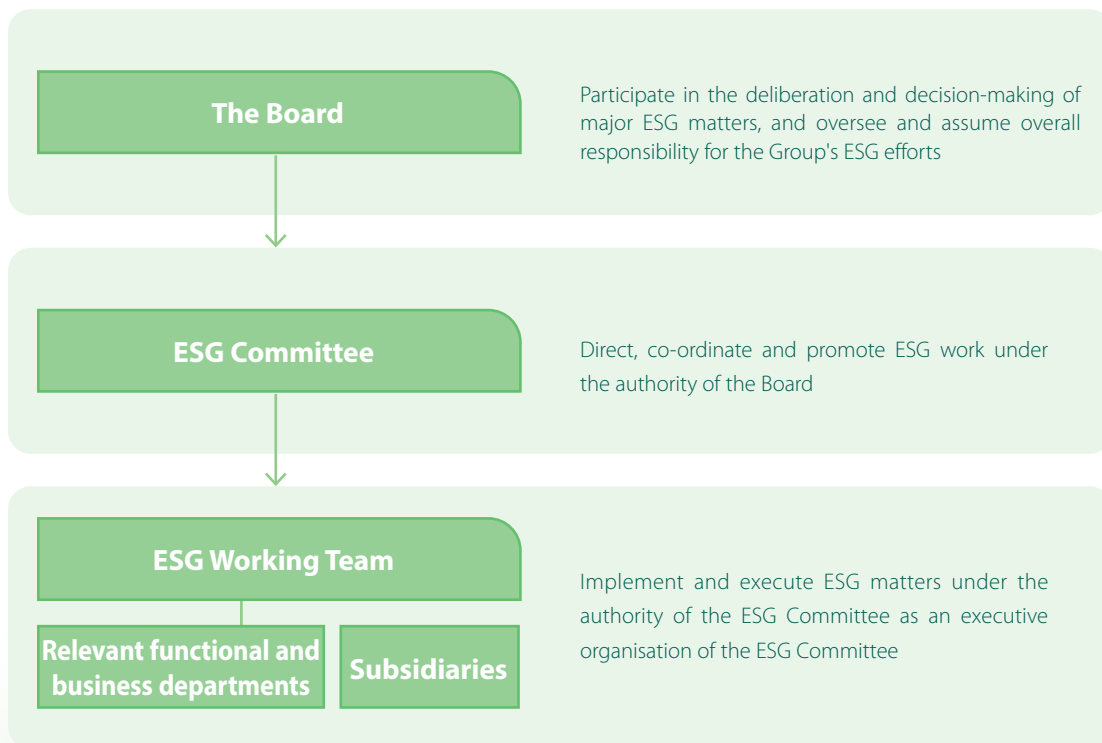 The Board
Participate in the deliberation and decision-making of
major ESG matters, and oversee and assume overall
responsibility for the Group's ESG efforts
ESG Committee
Direct, co-ordinate and promote ESG work under
the authority of the Board
ESG Working Team
Relevant functional and
business departments
Subsidiaries
Implement and execute ESG matters under the
authority of the ESG Committee as an executive
organisation of the ESG Committee